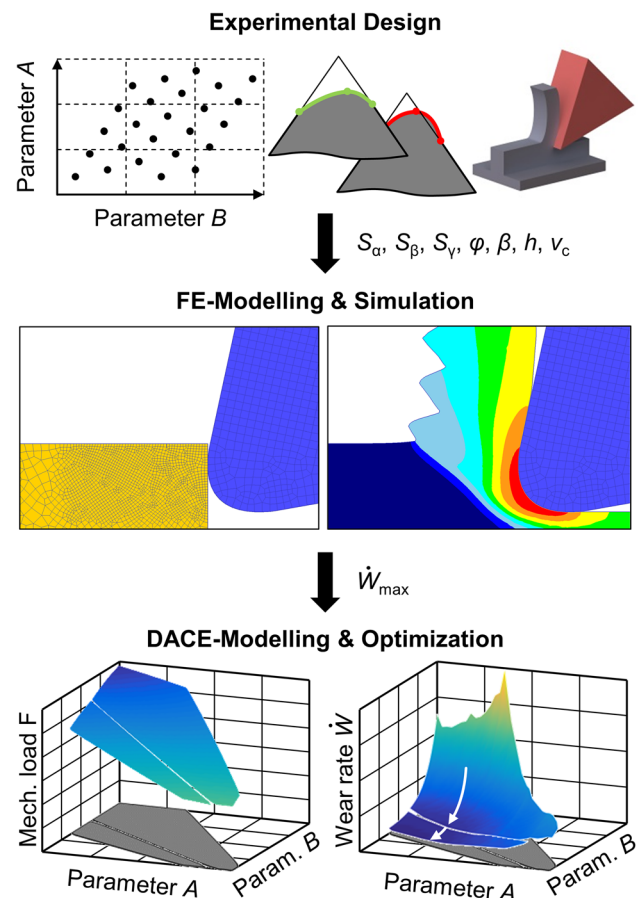 Experimental Design
Parameter A
Parameter B
Sα, Sβ, Sγ, φ, β, h, vc
FE-Modelling & Simulation
Ẇmax
DACE-Modelling & Optimization
Mech. load F
Parameter A
Param. B
Wear rate Ẇ
Parameter A
Param. B